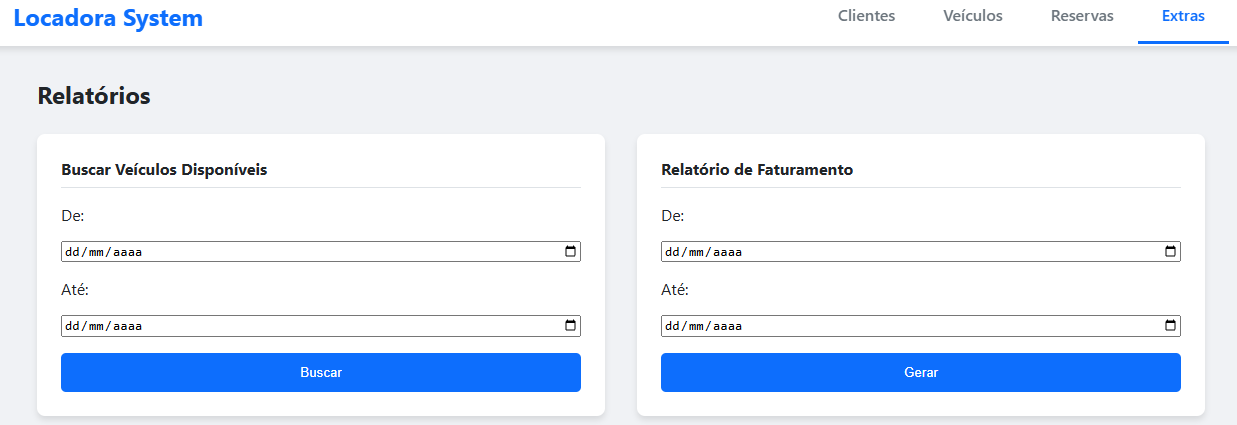 Locadora System
Clientes Veículos Reservas Extras
Relatórios
Buscar Veículos Disponíveis
De:
dd/mm/aaaa
Até:
dd/mm/aaaa
Buscar
Relatório de Faturamento
De:
dd/mm/aaaa
Até:
dd/mm/aaaa
Gerar